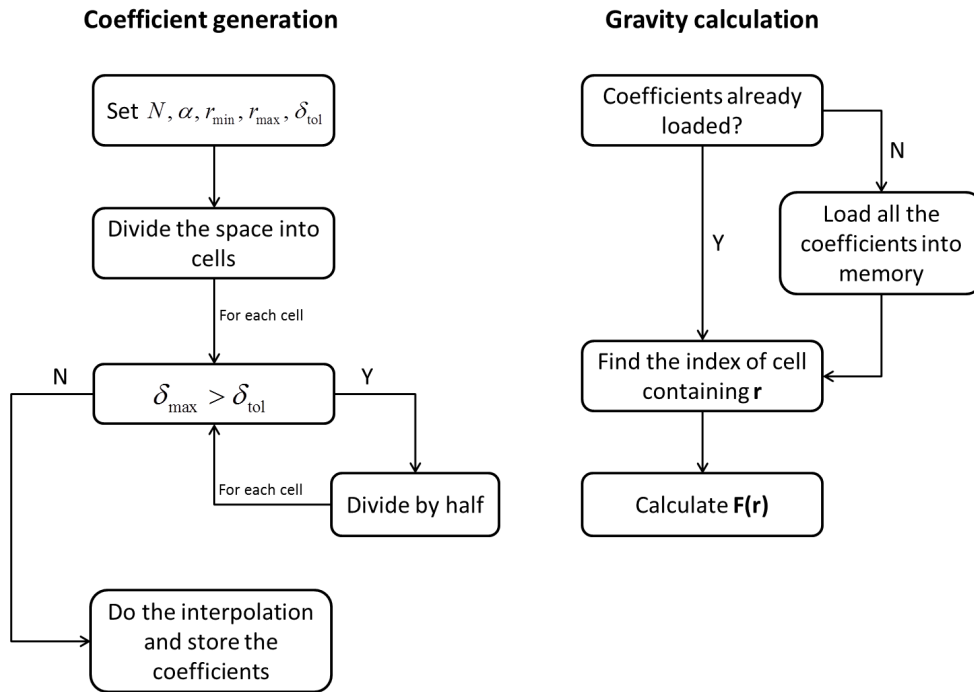 Coefficient generation
Set N, α, r_min, r_max, δ_tol
Divide the space into
cells
For each cell
N
δ_max > δ_tol
Y
For each cell
Divide by half
Do the interpolation
and store the
coefficients
Gravity calculation
Coefficients already
loaded?
N
Y
Load all the
coefficients into
memory
Find the index of cell
containing r
Calculate F(r)